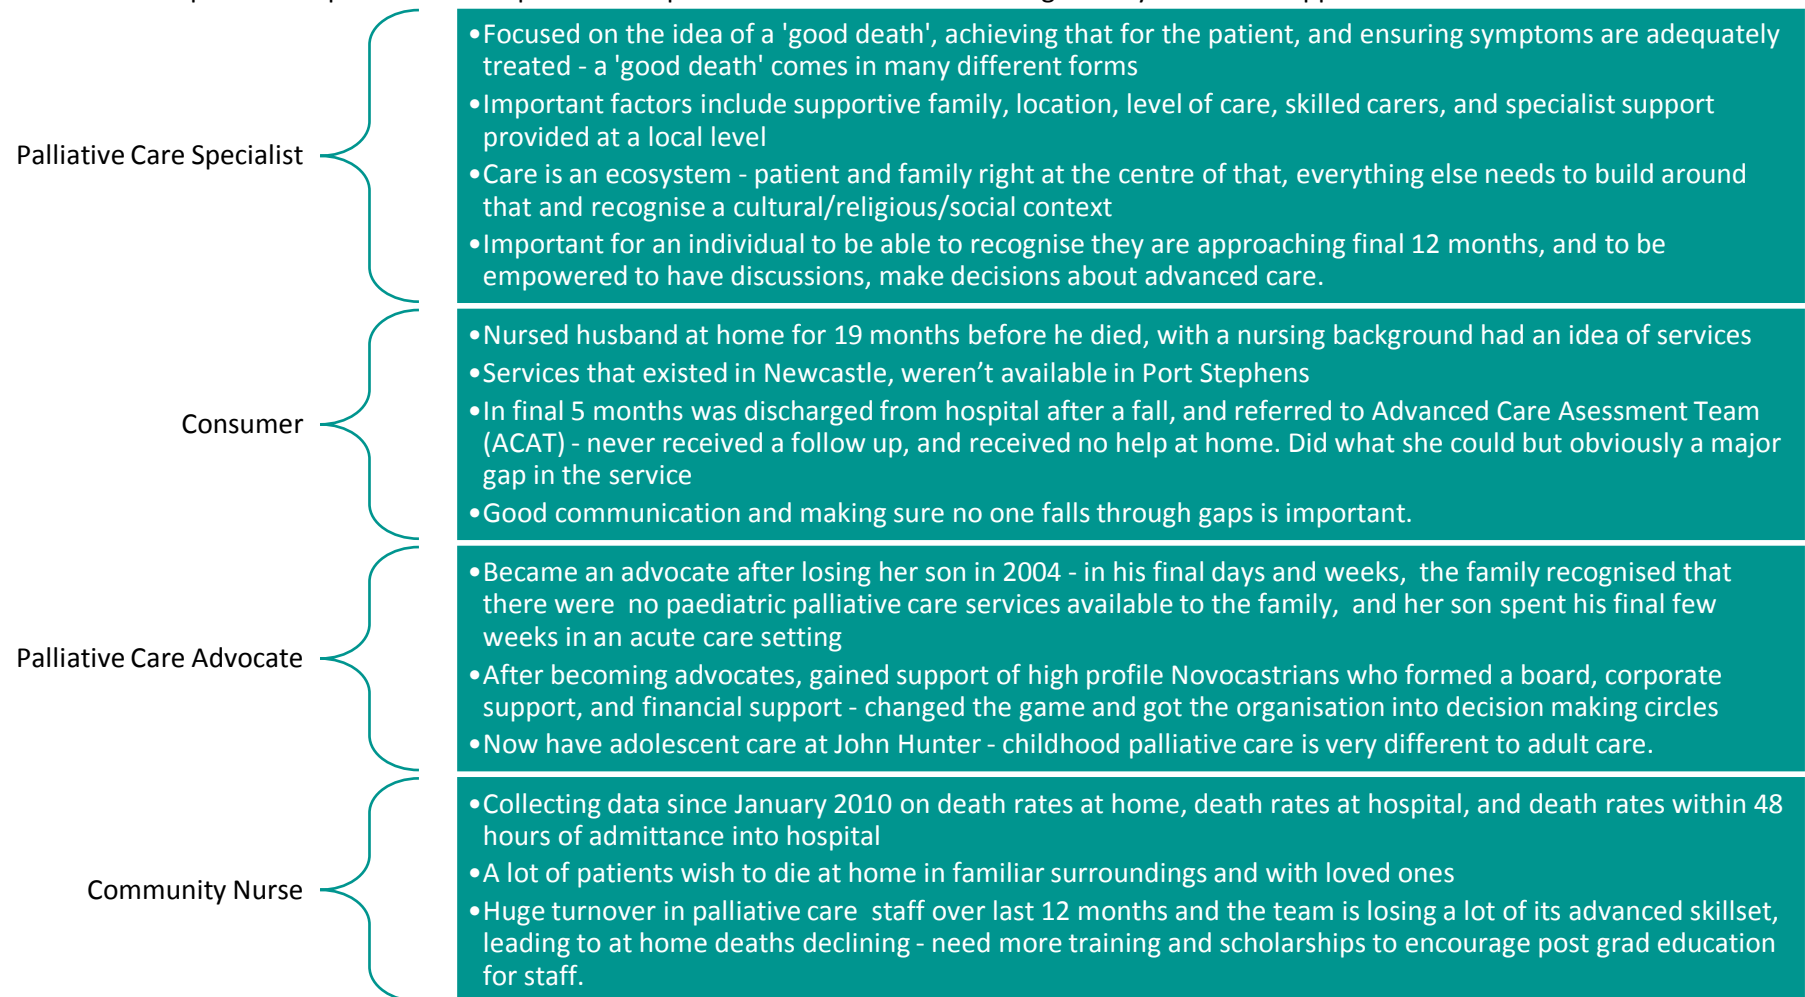 Palliative Care Specialist
•Focused on the idea of a 'good death', achieving that for the patient, and ensuring symptoms are adequately
treated - a 'good death' comes in many different forms
•Important factors include supportive family, location, level of care, skilled carers, and specialist support
provided at a local level
•Care is an ecosystem - patient and family right at the centre of that, everything else needs to build around
that and recognise a cultural/religious/social context
•Important for an individual to be able to recognise they are approaching final 12 months, and to be
empowered to have discussions, make decisions about advanced care.
Consumer
•Nursed husband at home for 19 months before he died, with a nursing background had an idea of services
•Services that existed in Newcastle, weren’t available in Port Stephens
•In final 5 months was discharged from hospital after a fall, and referred to Advanced Care Asessment Team
(ACAT) - never received a follow up, and received no help at home. Did what she could but obviously a major
gap in the service
•Good communication and making sure no one falls through gaps is important.
Palliative Care Advocate
•Became an advocate after losing her son in 2004 - in his final days and weeks, the family recognised that
there were no paediatric palliative care services available to the family, and her son spent his final few
weeks in an acute care setting
•After becoming advocates, gained support of high profile Novocastrians who formed a board, corporate
support, and financial support - changed the game and got the organisation into decision making circles
•Now have adolescent care at John Hunter - childhood palliative care is very different to adult care.
Community Nurse
•Collecting data since January 2010 on death rates at home, death rates at hospital, and death rates within 48
hours of admittance into hospital
•A lot of patients wish to die at home in familiar surroundings and with loved ones
•Huge turnover in palliative care staff over last 12 months and the team is losing a lot of its advanced skillset,
leading to at home deaths declining - need more training and scholarships to encourage post grad education
for staff.